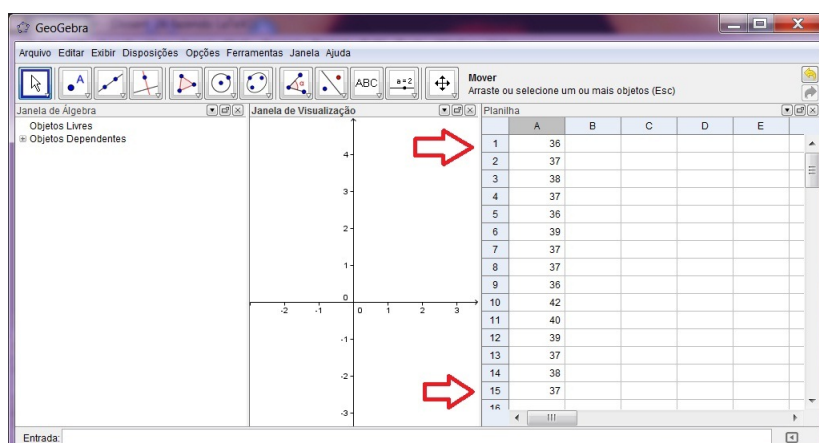 GeoGebra
Arquivo Editar Exibir Disposições Opções Ferramentas Janela Ajuda
A
ABC
a=2
Mover
Arraste ou selecione um ou mais objetos (Esc)
Janela de Álgebra
Janela de Visualização
Planilha
Objetos Livres
Objetos Dependentes
4
3
2
1
0
-2 -1 0 1 2 3
-1
-2
-3
A B C D E
1 36
2 37
3 38
4 37
5 36
6 39
7 37
8 37
9 36
10 42
11 40
12 39
13 37
14 38
15 37
16
Entrada: